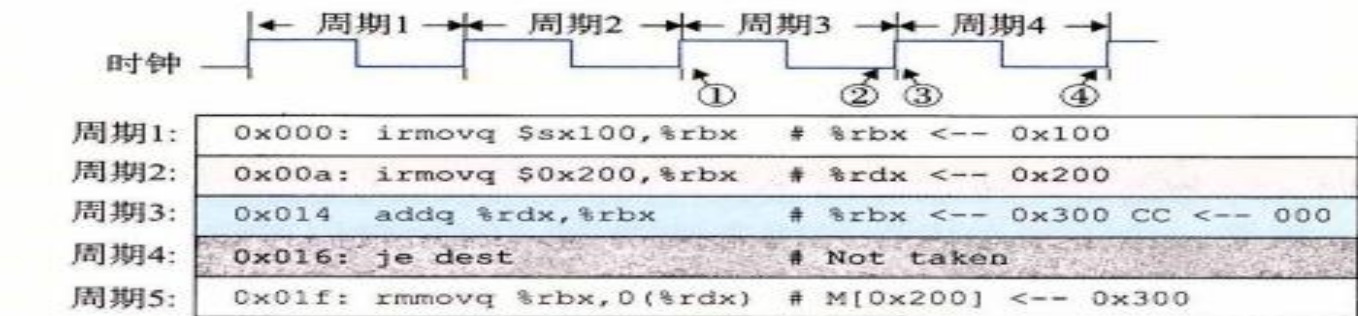 周期1 周期2 周期3 周期4
时钟
① ② ③ ④
周期1: 0x000: irmovq $sx100,%rbx # %rbx <-- 0x100
周期2: 0x00a: irmovq $0x200,%rbx # %rdx <-- 0x200
周期3: 0x014 addq %rdx,%rbx # %rbx <-- 0x300 CC <-- 000
周期4: 0x016: je dest # Not taken
周期5: 0x01f: rmmovq %rbx,0(%rdx) # M[0x200] <-- 0x300